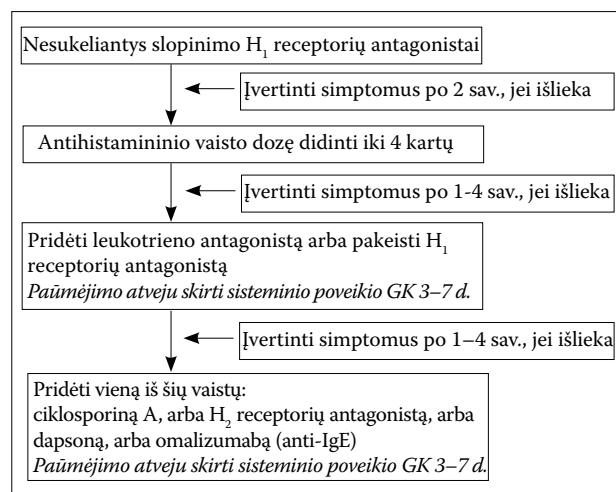 Nesukeliantys slopinimo H₁ receptorių antagonistai
Įvertinti simptomus po 2 sav., jei išlieka
Antihistamininio vaisto dozę didinti iki 4 kartų
Įvertinti simptomus po 1-4 sav., jei išlieka
Pridėti leukotrieno antagonistą arba pakeisti H₁
receptorių antagonistą
Paūmėjimo atveju skirti sisteminio poveikio GK 3–7 d.
Įvertinti simptomus po 1–4 sav., jei išlieka
Pridėti vieną iš šių vaistų:
ciklosporiną A, arba H₂ receptorių antagonistą, arba
dapsoną, arba omalizumabą (anti-IgE)
Paūmėjimo atveju skirti sisteminio poveikio GK 3–7 d.